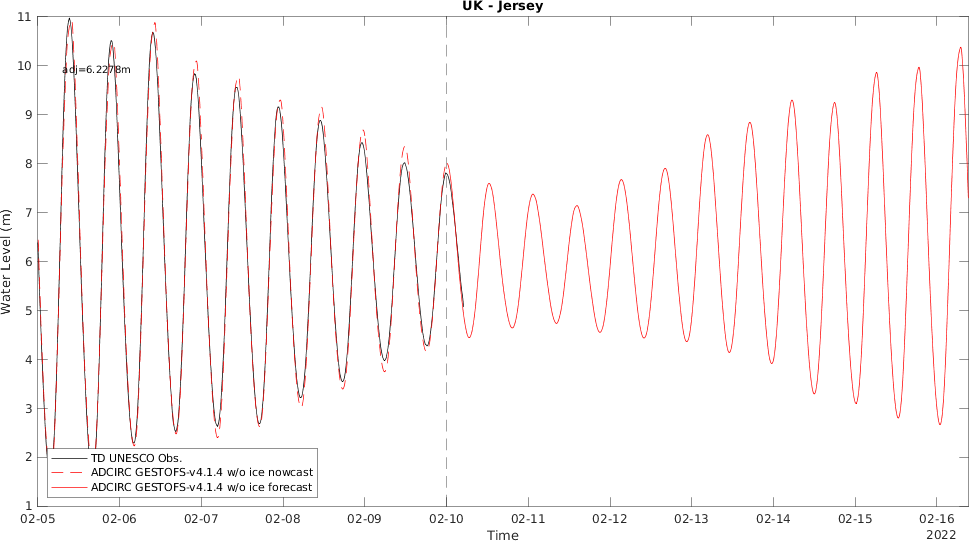 UK - Jersey
11
10
9
8
7
6
5
4
3
2
1
Water Level (m)
adj=6.2278m
TD UNESCO Obs.
ADCIRC GESTOFS-v4.1.4 w/o ice nowcast
ADCIRC GESTOFS-v4.1.4 w/o ice forecast
02-05 02-06 02-07 02-08 02-09 02-10 02-11 02-12 02-13 02-14 02-15 02-16
Time
2022